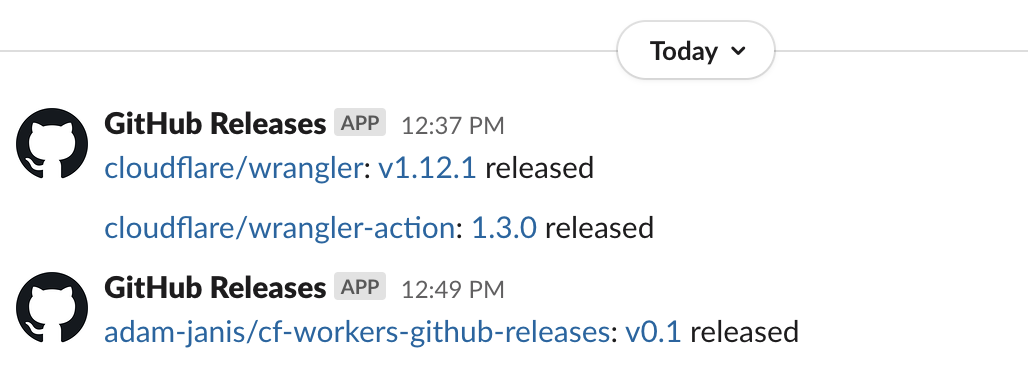 Today
GitHub Releases APP 12:37 PM
cloudflare/wrangler: v1.12.1 released
cloudflare/wrangler-action: 1.3.0 released
GitHub Releases APP 12:49 PM
adam-janis/cf-workers-github-releases: v0.1 released